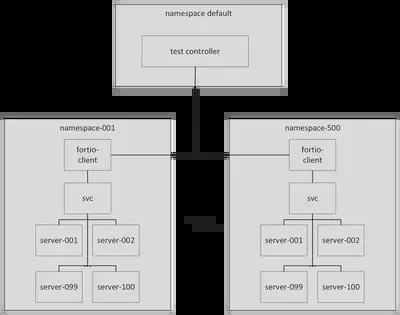 namespace default
test controller
namespace-001
fortio-
client
svc
server-001
server-002
server-099
server-100
namespace-500
fortio-
client
svc
server-001
server-002
server-099
server-100